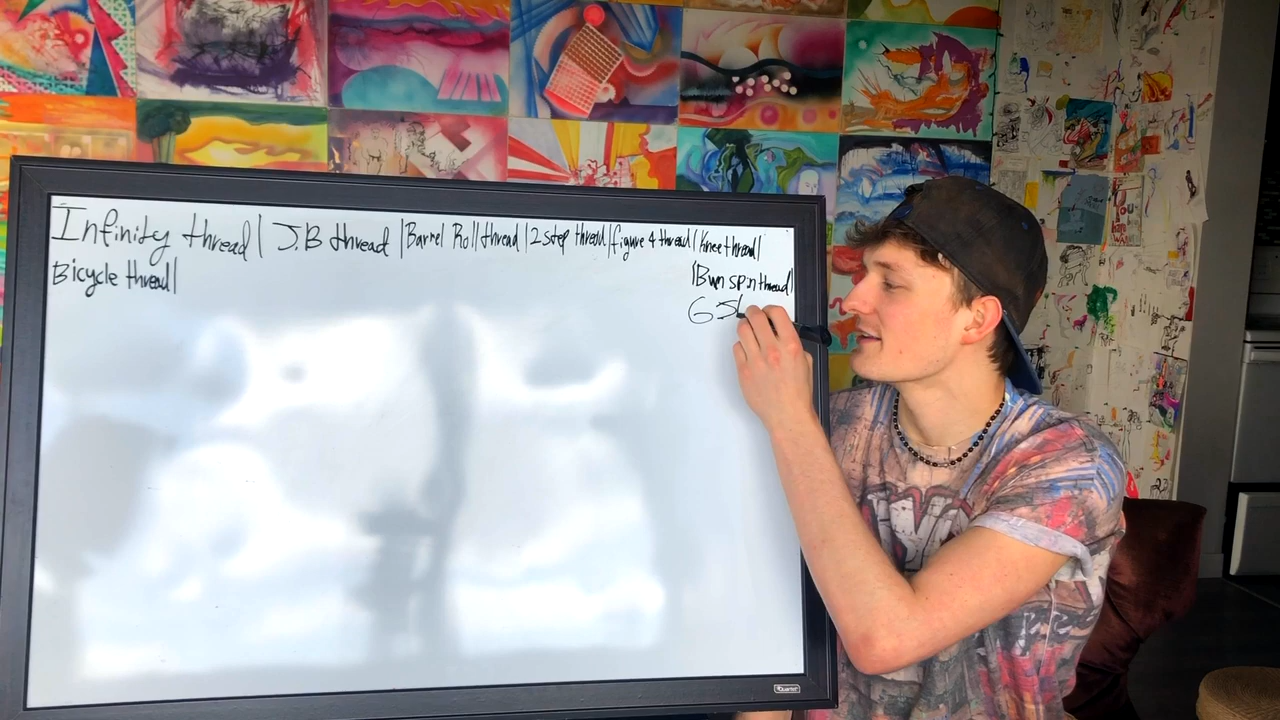 Infinity thread| J.B thread |Barrel Roll thread |2 step thread |figure 4 thread| Knee thread|
Bicycle thread| |Bum spin thread|
G S
Quartet